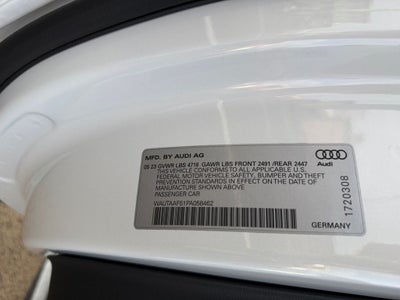 MFD. BY AUDI AG
05 23 GVWR LBS 4718 GAWR LBS FRONT 2491 /REAR 2447
THIS VEHICLE CONFORMS TO ALL APPLICABLE U.S.
FEDERAL MOTOR VEHICLE SAFETY, BUMPER AND THEFT
PREVENTION STANDARDS IN EFFECT ON THE DATE OF
MANUFACTURE SHOWN ABOVE
PASSENGER CAR
Audi
1720308
GERMANY